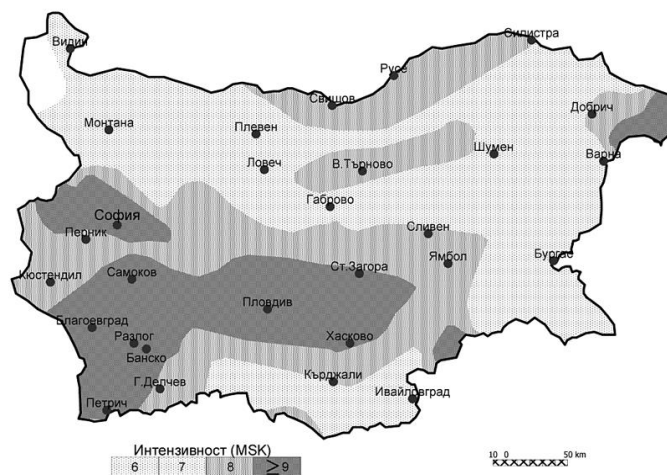 Силистра
Видин
Русе
Свищов
Добрич
Монтана
Плевен
Шумен
Варна
Ловеч
В.Търново
Габрово
София
Перник
Сливен
Кюстендил
Самоков
Ст.Загора
Ямбол
Бургас
Пловдив
Благоевград
Разлог
Банско
Хасково
Г.Делчев
Кърджали
Ивайловград
Петрич
Интензивност (MSK)
6 7 8 ≥9
10 0 50 км